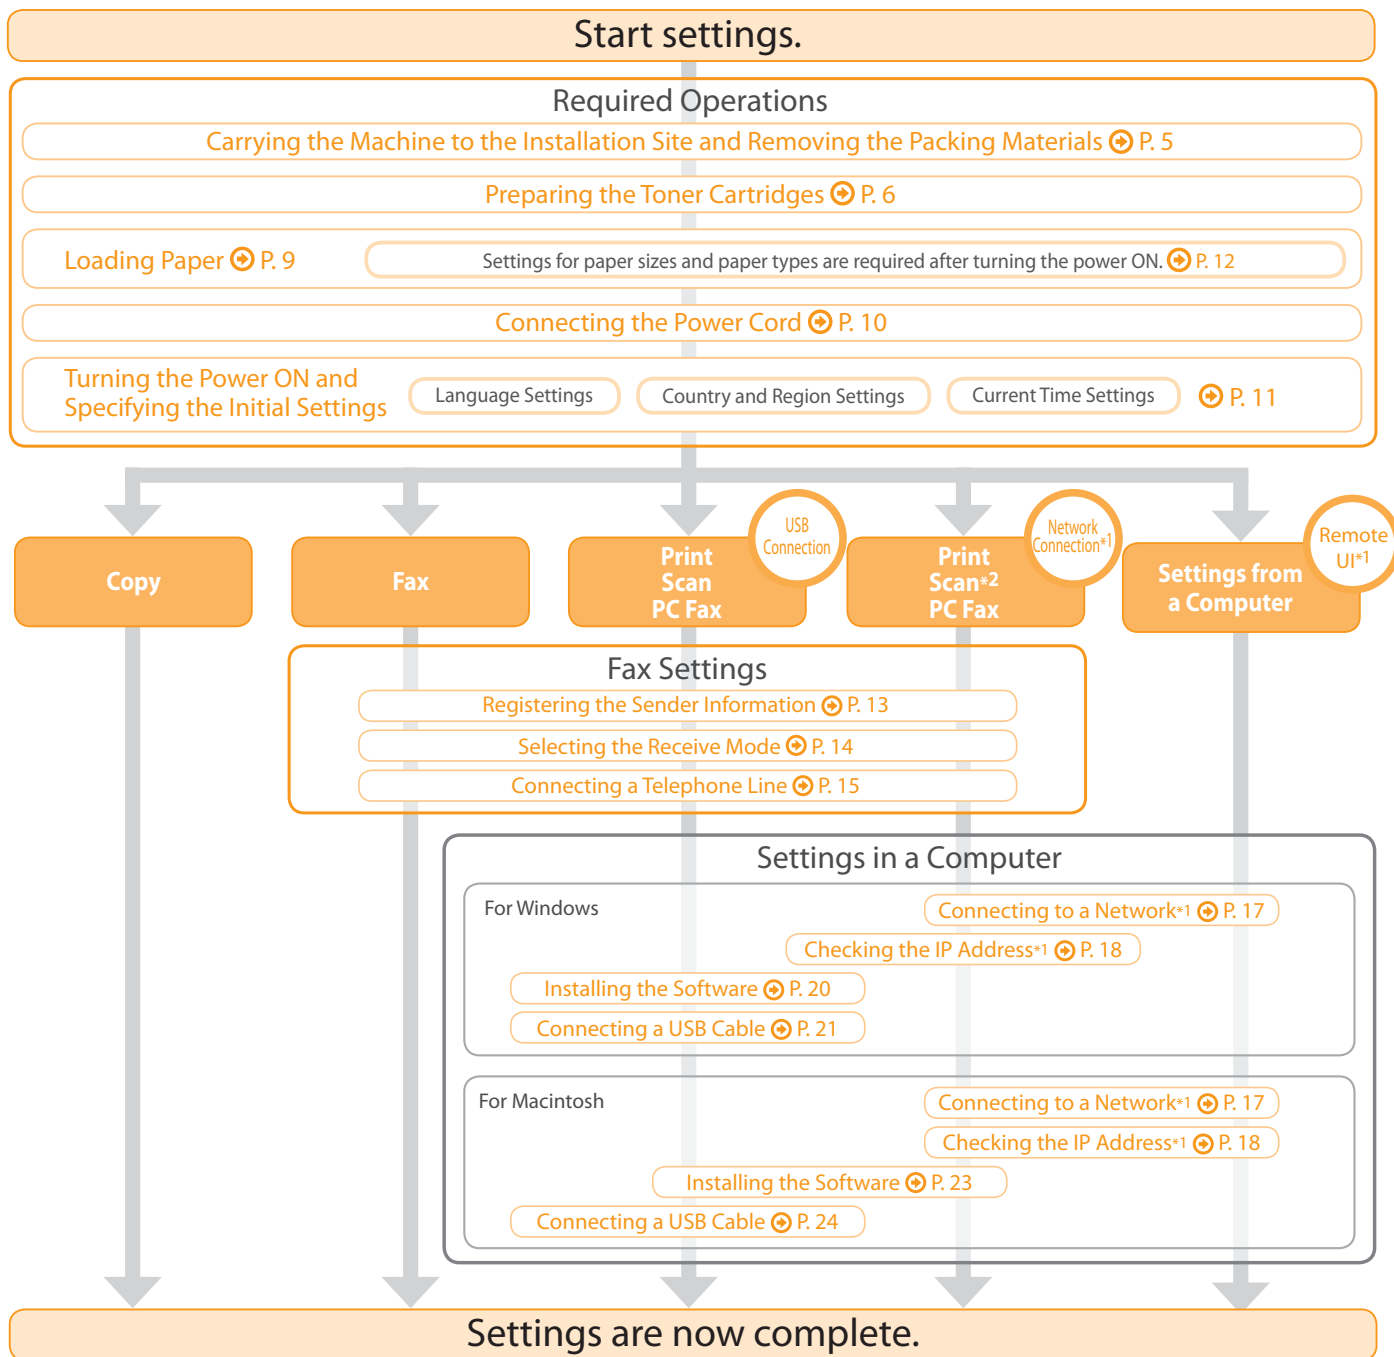 Start settings.
Required Operations
Carrying the Machine to the Installation Site and Removing the Packing Materials P. 5
Preparing the Toner Cartridges P. 6
Loading Paper P. 9
Settings for paper sizes and paper types are required after turning the power ON. P. 12
Connecting the Power Cord P. 10
Turning the Power ON and
Specifying the Initial Settings
Language Settings
Country and Region Settings
Current Time Settings
P. 11
Copy
Fax
USB
Connection
Print
Scan
PC Fax
Network
Connection*1
Print
Scan*2
PC Fax
Remote
UI*1
Settings from
a Computer
Fax Settings
Registering the Sender Information P. 13
Selecting the Receive Mode P. 14
Connecting a Telephone Line P. 15
Settings in a Computer
For Windows
Connecting to a Network*1 P. 17
Checking the IP Address*1 P. 18
Installing the Software P. 20
Connecting a USB Cable P. 21
For Macintosh
Connecting to a Network*1 P. 17
Checking the IP Address*1 P. 18
Installing the Software P. 23
Connecting a USB Cable P. 24
Settings are now complete.